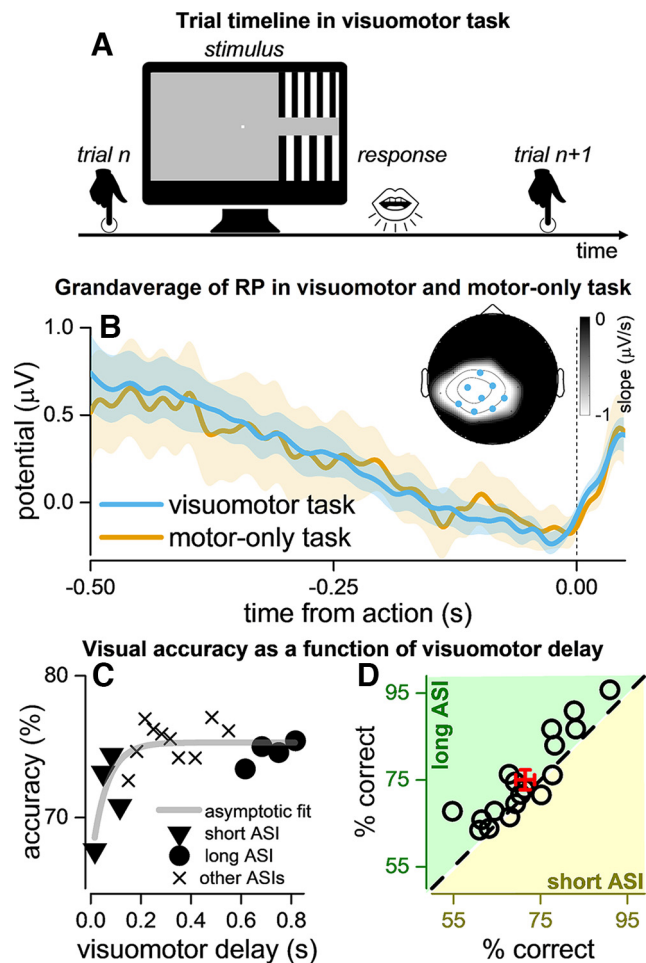 Trial timeline in visuomotor task
A
stimulus
trial n
response
trial n+1
time
Grandaverage of RP in visuomotor and motor-only task
B
1.0
0.5
0.0
potential (μV)
0
-1
slope (μV/s)
visuomotor task
motor-only task
-0.50
-0.25
0.00
time from action (s)
Visual accuracy as a function of visuomotor delay
C
80
70
accuracy (%)
asymptotic fit
short ASI
long ASI
other ASIs
0.0
0.2
0.4
0.6
0.8
visuomotor delay (s)
D
95
75
55
% correct
long ASI
short ASI
55
75
95
% correct